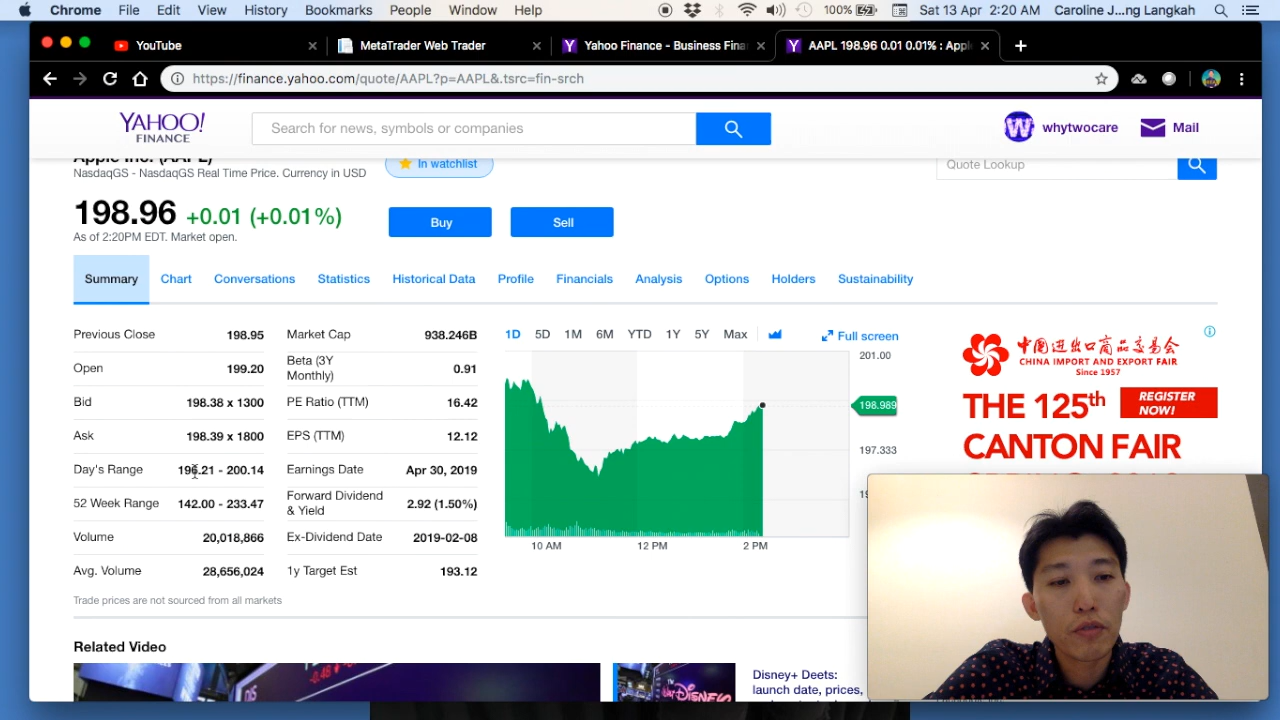 Chrome File Edit View History Bookmarks People Window Help 100% Sat 13 Apr 2:20 AM Caroline J...ng Langkah
YouTube
MetaTrader Web Trader
Yahoo Finance - Business Fina
AAPL 198.96 0.01 0.01% : Appl
https://finance.yahoo.com/quote/AAPL?p=AAPL&.tsrc=fin-srch
YAHOO!
FINANCE
Search for news, symbols or companies
W whytwocare
Mail
Apple Inc. (AAPL)
In watchlist
Quote Lookup
NasdaqGS - NasdaqGS Real Time Price. Currency in USD
198.96 +0.01 (+0.01%)
Buy
Sell
As of 2:20PM EDT. Market open.
Summary Chart Conversations Statistics Historical Data Profile Financials Analysis Options Holders Sustainability
Previous Close 198.95
Open 199.20
Bid 198.38 x 1300
Ask 198.39 x 1800
Day's Range 196.21 - 200.14
52 Week Range 142.00 - 233.47
Volume 20,018,866
Avg. Volume 28,656,024
Market Cap 938.246B
Beta (3Y
Monthly) 0.91
PE Ratio (TTM) 16.42
EPS (TTM) 12.12
Earnings Date Apr 30, 2019
Forward Dividend
& Yield 2.92 (1.50%)
Ex-Dividend Date 2019-02-08
1y Target Est 193.12
Trade prices are not sourced from all markets
1D 5D 1M 6M YTD 1Y 5Y Max
Full screen
201.00
198.989
197.333
10 AM 12 PM 2 PM
中国进出口商品交易会
CHINA IMPORT AND EXPORT FAIR
Since 1957
THE 125th
REGISTER
NOW!
CANTON FAIR
Related Video
Disney+ Deets:
launch date, prices,